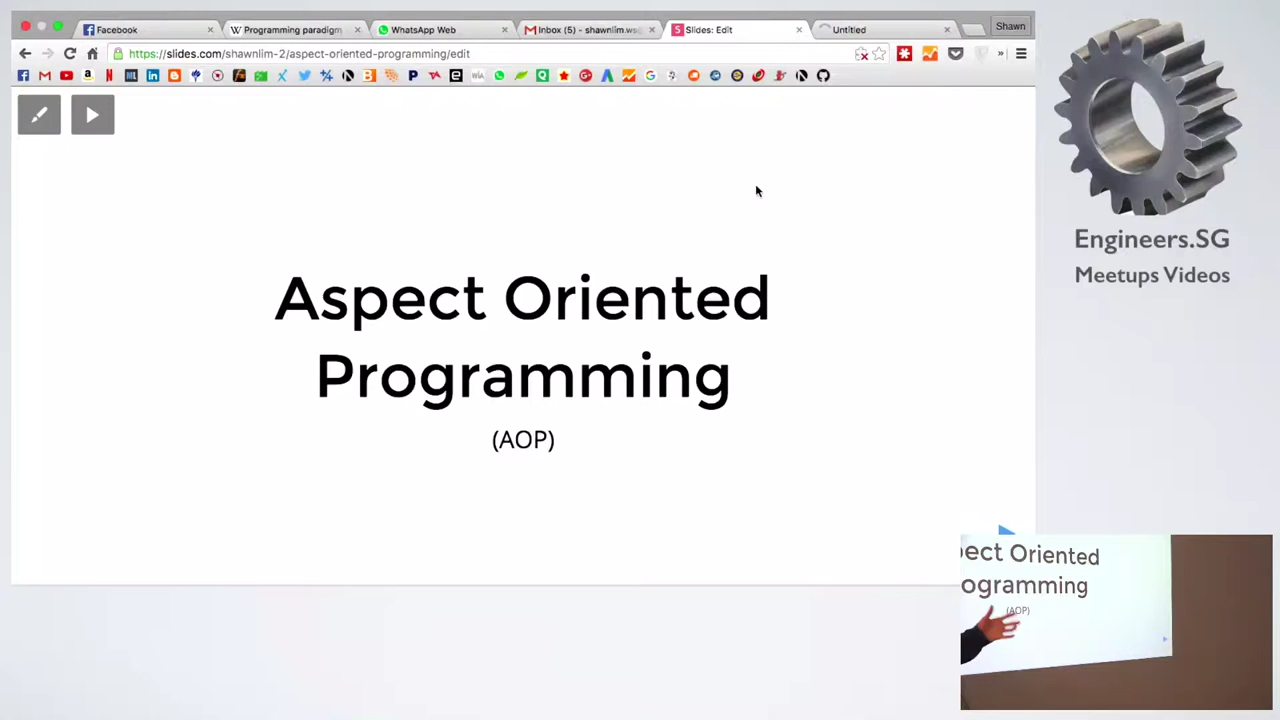 Facebook
Programming paradigm
WhatsApp Web
Inbox (5) - shawnlim.ws@
Slides: Edit
Untitled
Shawn
https://slides.com/shawnlim-2/aspect-oriented-programming/edit
Aspect Oriented
Programming
(AOP)
Engineers.SG
Meetups Videos
pect Oriented
ogramming
(AOP)